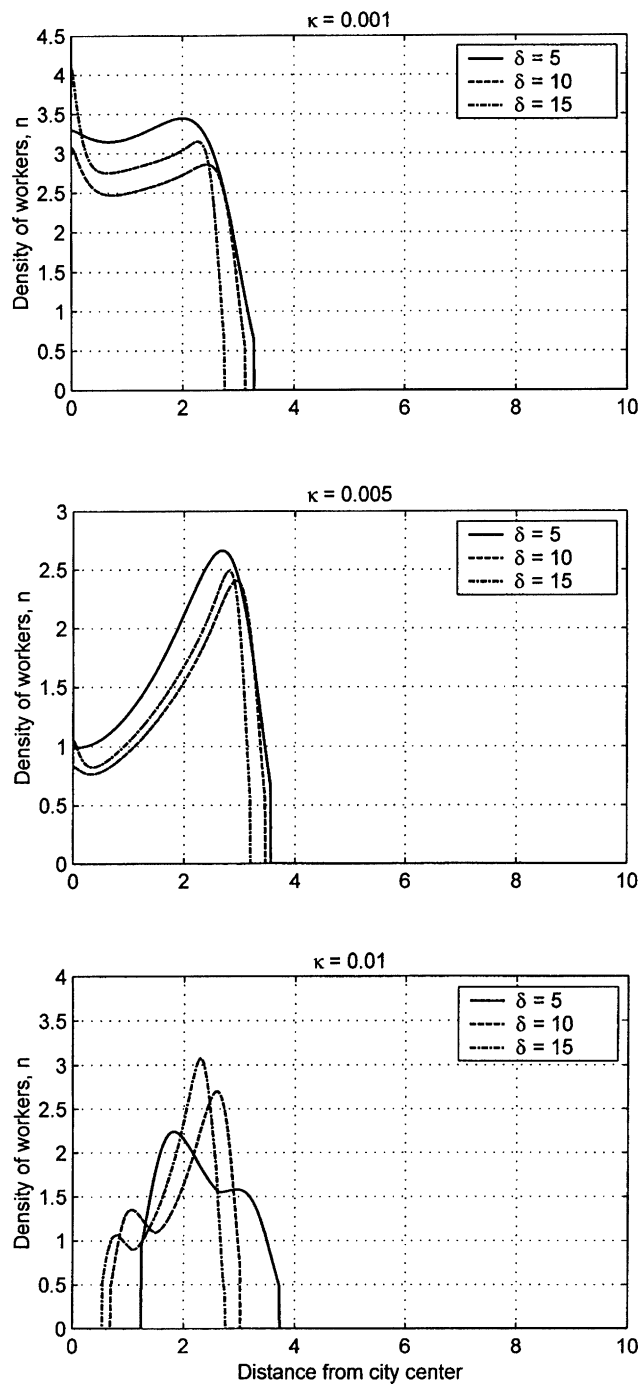 κ = 0.001
4.5
4
3.5
3
2.5
2
1.5
1
0.5
0
Density of workers, n
δ = 5
δ = 10
δ = 15
0 2 4 6 8 10
κ = 0.005
3
2.5
2
1.5
1
0.5
0
Density of workers, n
δ = 5
δ = 10
δ = 15
0 2 4 6 8 10
κ = 0.01
4
3.5
3
2.5
2
1.5
1
0.5
0
Density of workers, n
δ = 5
δ = 10
δ = 15
0 2 4 6 8 10
Distance from city center